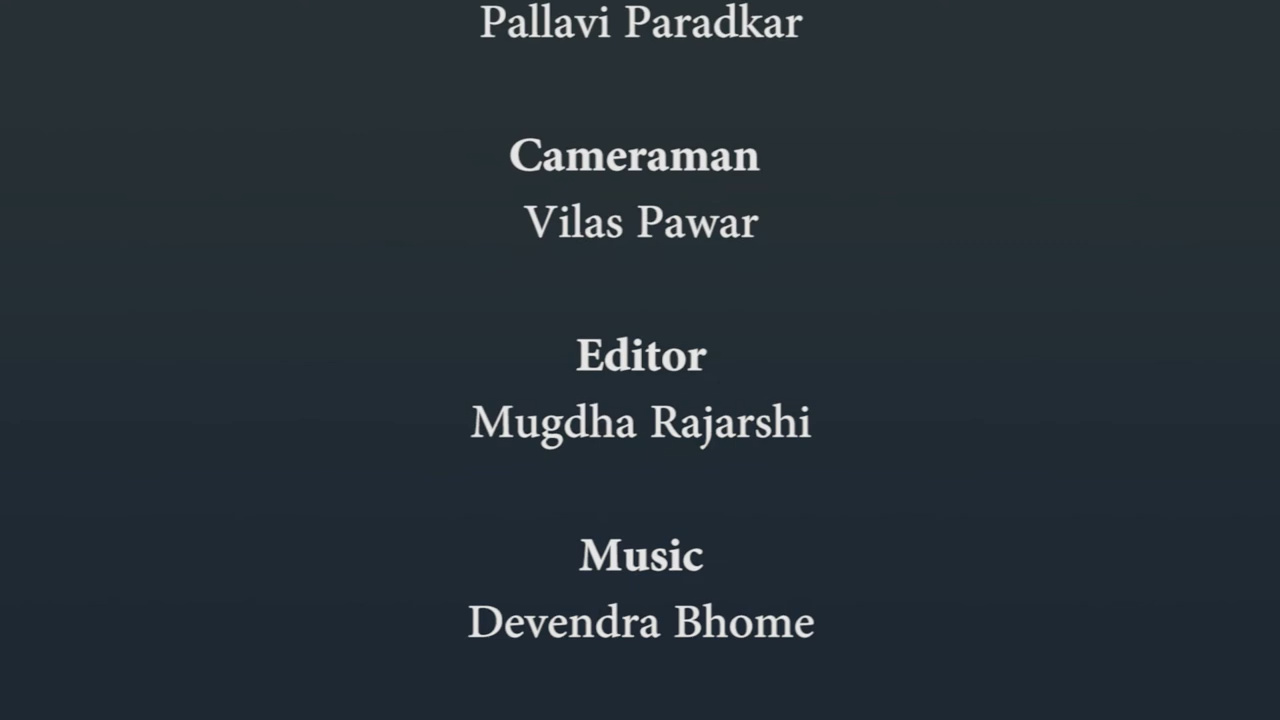 Pallavi Paradkar
Cameraman
Vilas Pawar
Editor
Mugdha Rajarshi
Music
Devendra Bhome